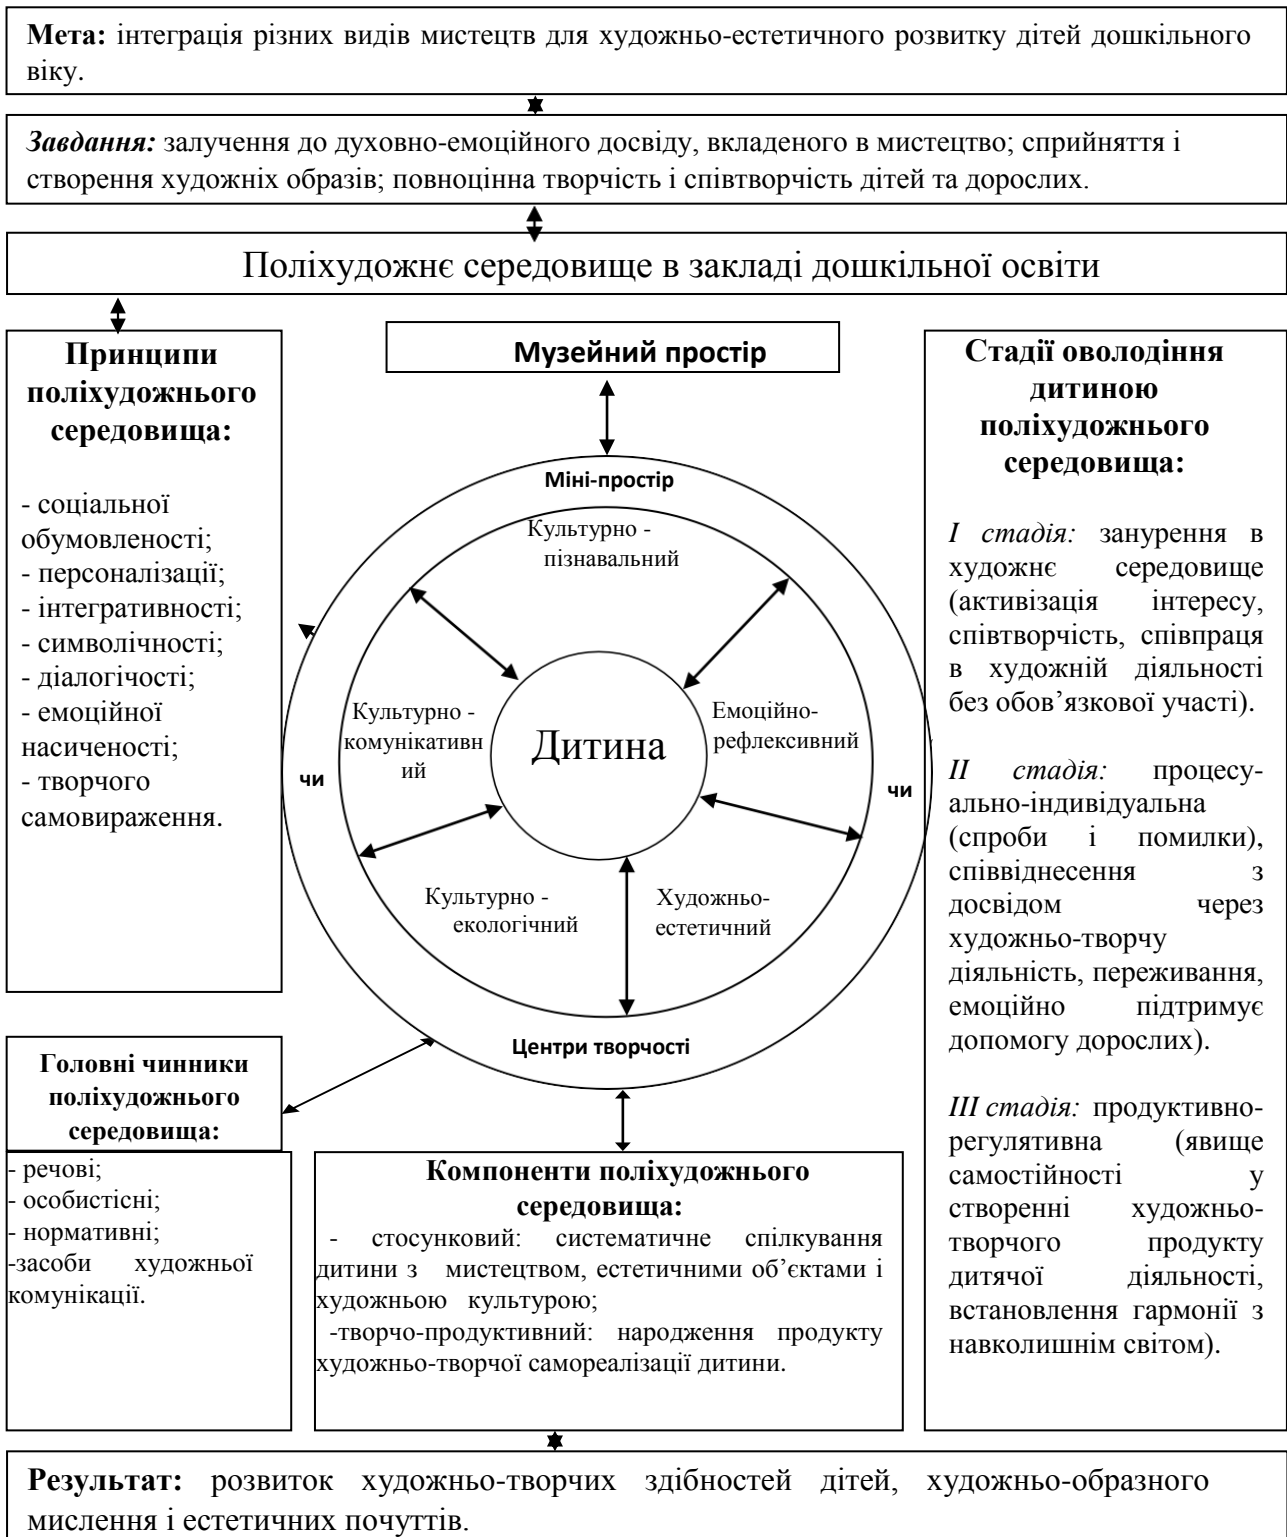 Мета: інтеграція різних видів мистецтв для художньо-естетичного розвитку дітей дошкільного
віку.
Завдання: залучення до духовно-емоційного досвіду, вкладеного в мистецтво; сприйняття і
створення художніх образів; повноцінна творчість і співтворчість дітей та дорослих.
Поліхудожнє середовище в закладі дошкільної освіти
Принципи
поліхудожнього
середовища:
- соціальної
обумовленості;
- персоналізації;
- інтегративності;
- символічності;
- діалогічості;
- емоційної
насиченості;
- творчого
самовираження.
Музейний простір
Міні-простір
Культурно -
пізнавальний
Культурно -
комунікативн
ий
Емоційно-
рефлексивний
Дитина
чи
чи
Культурно -
екологічний
Художньо-
естетичний
Центри творчості
Стадії оволодіння
дитиною
поліхудожнього
середовища:
I стадія: занурення в
художнє середовище
(активізація інтересу,
співтворчість, співпраця
в художній діяльності
без обов’язкової участі).
II стадія: процесу-
ально-індивідуальна
(спроби і помилки),
співвіднесення з
досвідом через
художньо-творчу
діяльність, переживання,
емоційно підтримує
допомогу дорослих).
III стадія: продуктивно-
регулятивна (явище
самостійності у
створенні художньо-
творчого продукту
дитячої діяльності,
встановлення гармонії з
навколишнім світом).
Головні чинники
поліхудожнього
середовища:
- речові;
- особистісні;
- нормативні;
-засоби художньої
комунікації.
Компоненти поліхудожнього
середовища:
- стосунковий: систематичне спілкування
дитини з мистецтвом, естетичними об’єктами і
художньою культурою;
-творчо-продуктивний: народження продукту
художньо-творчої самореалізації дитини.
Результат: розвиток художньо-творчих здібностей дітей, художньо-образного
мислення і естетичних почуттів.